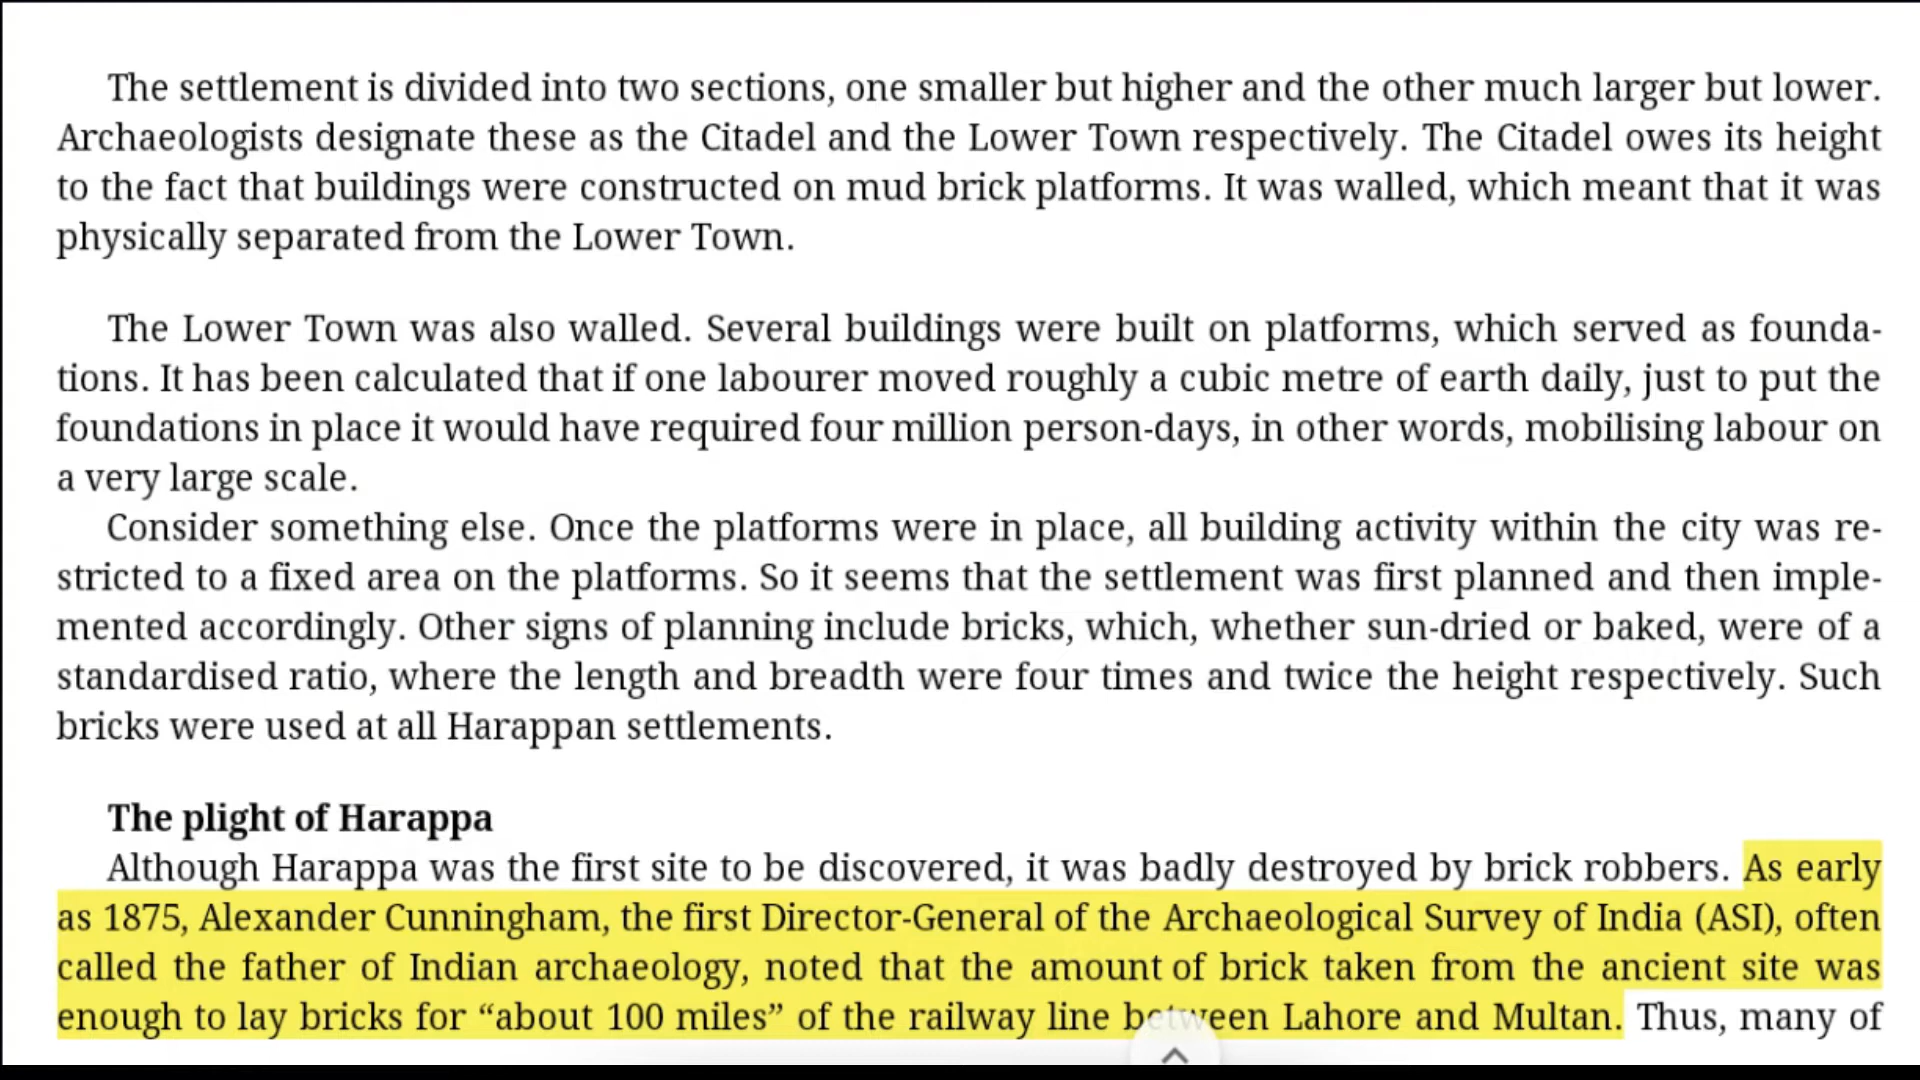 The settlement is divided into two sections, one smaller but higher and the other much larger but lower.
Archaeologists designate these as the Citadel and the Lower Town respectively. The Citadel owes its height
to the fact that buildings were constructed on mud brick platforms. It was walled, which meant that it was
physically separated from the Lower Town.
The Lower Town was also walled. Several buildings were built on platforms, which served as founda-
tions. It has been calculated that if one labourer moved roughly a cubic metre of earth daily, just to put the
foundations in place it would have required four million person-days, in other words, mobilising labour on
a very large scale.
Consider something else. Once the platforms were in place, all building activity within the city was re-
stricted to a fixed area on the platforms. So it seems that the settlement was first planned and then imple-
mented accordingly. Other signs of planning include bricks, which, whether sun-dried or baked, were of a
standardised ratio, where the length and breadth were four times and twice the height respectively. Such
bricks were used at all Harappan settlements.
The plight of Harappa
Although Harappa was the first site to be discovered, it was badly destroyed by brick robbers. As early
as 1875, Alexander Cunningham, the first Director-General of the Archaeological Survey of India (ASI), often
called the father of Indian archaeology, noted that the amount of brick taken from the ancient site was
enough to lay bricks for “about 100 miles” of the railway line between Lahore and Multan. Thus, many of